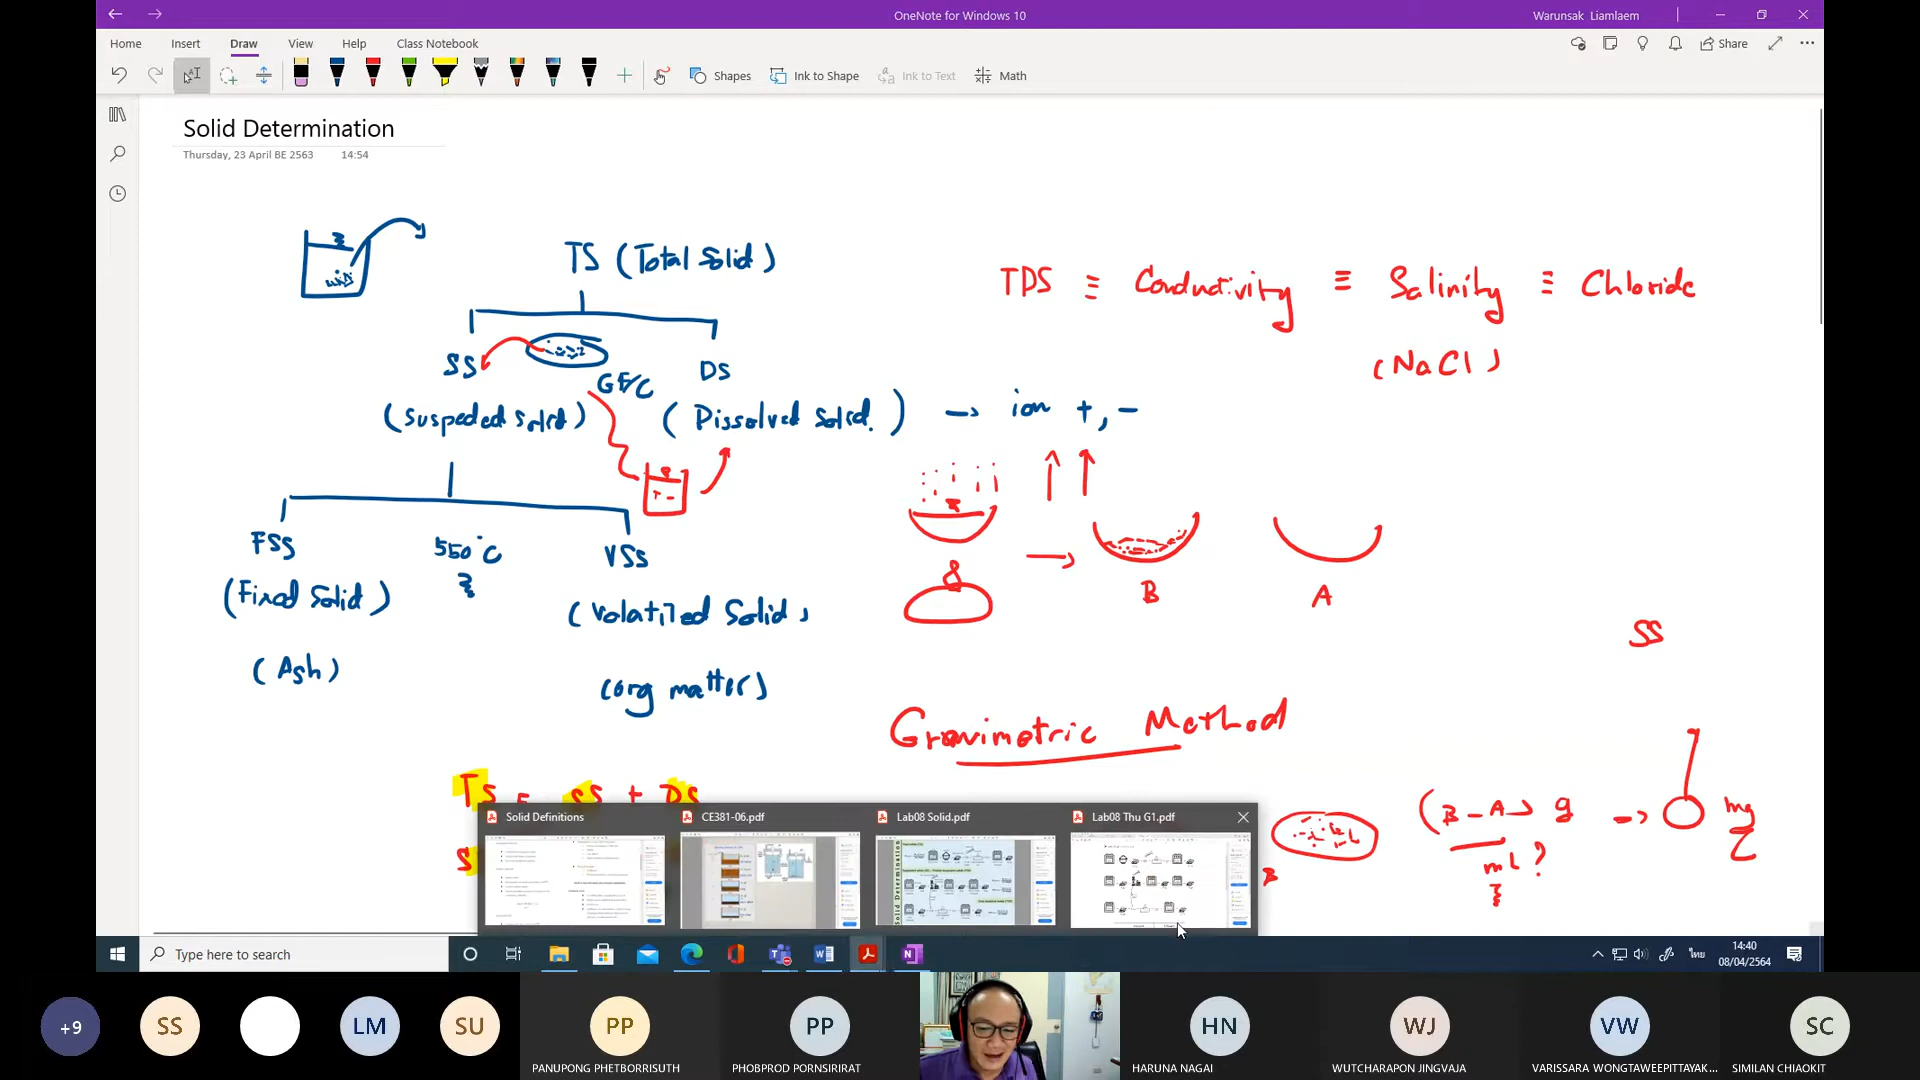 OneNote for Windows 10
Warunsak Liamlaem
Home Insert Draw View Help Class Notebook
Share
Shapes Ink to Shape Ink to Text Math
Solid Determination
Thursday, 23 April BE 2563 14:54
TS (Total Solid)
TDS ≡ Conductivity ≡ Salinity ≡ Chloride
(NaCl)
SS GF/C DS
(Suspeded Solid) (Dissolved Solid.) → ion +, -
FSS 550°C VSS
(Fixed Solid) (Volatiled Solid)
(Ash) (org matter)
B A
SS
Gravimetric Method
TS = SS + DS
S
(B - A) g → mg
mL ? L
B
Solid Definitions CE381-06.pdf Lab08 Solid.pdf Lab08 Thu G1.pdf
Solid Determination
Type here to search
ไทย
14:40
08/04/2564
+9 SS LM SU PP PP HN WJ VW SC
PANUPONG PHETBORRISUTH PHOBPROD PORNSIRIRAT HARUNA NAGAI WUTCHARAPON JINGVAJA VARISSARA WONGTAWEEPITTAYAK... SIMILAN CHIAOKIT